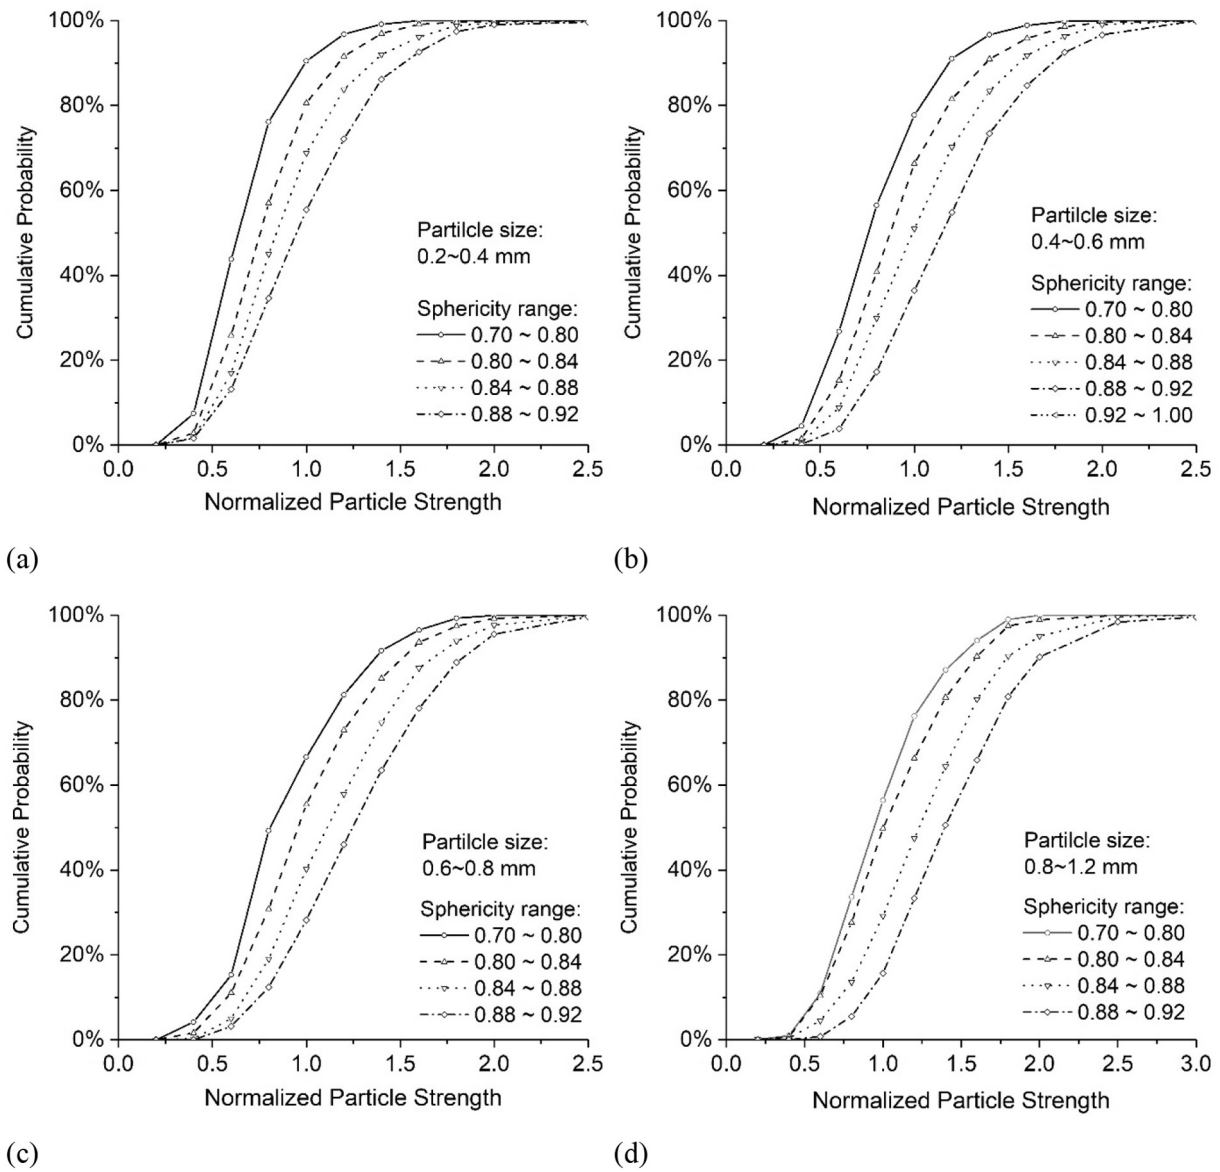 100%
80%
60%
40%
20%
0%
Cumulative Probability
Partilcle size:
0.2~0.4 mm
Sphericity range:
0.70 ~ 0.80
0.80 ~ 0.84
0.84 ~ 0.88
0.88 ~ 0.92
0.0 0.5 1.0 1.5 2.0 2.5
Normalized Particle Strength
(a)
100%
80%
60%
40%
20%
0%
Cumulative Probability
Partilcle size:
0.4~0.6 mm
Sphericity range:
0.70 ~ 0.80
0.80 ~ 0.84
0.84 ~ 0.88
0.88 ~ 0.92
0.92 ~ 1.00
0.0 0.5 1.0 1.5 2.0 2.5
Normalized Particle Strength
(b)
100%
80%
60%
40%
20%
0%
Cumulative Probability
Partilcle size:
0.6~0.8 mm
Sphericity range:
0.70 ~ 0.80
0.80 ~ 0.84
0.84 ~ 0.88
0.88 ~ 0.92
0.0 0.5 1.0 1.5 2.0 2.5
Normalized Particle Strength
(c)
100%
80%
60%
40%
20%
0%
Cumulative Probability
Partilcle size:
0.8~1.2 mm
Sphericity range:
0.70 ~ 0.80
0.80 ~ 0.84
0.84 ~ 0.88
0.88 ~ 0.92
0.0 0.5 1.0 1.5 2.0 2.5 3.0
Normalized Particle Strength
(d)